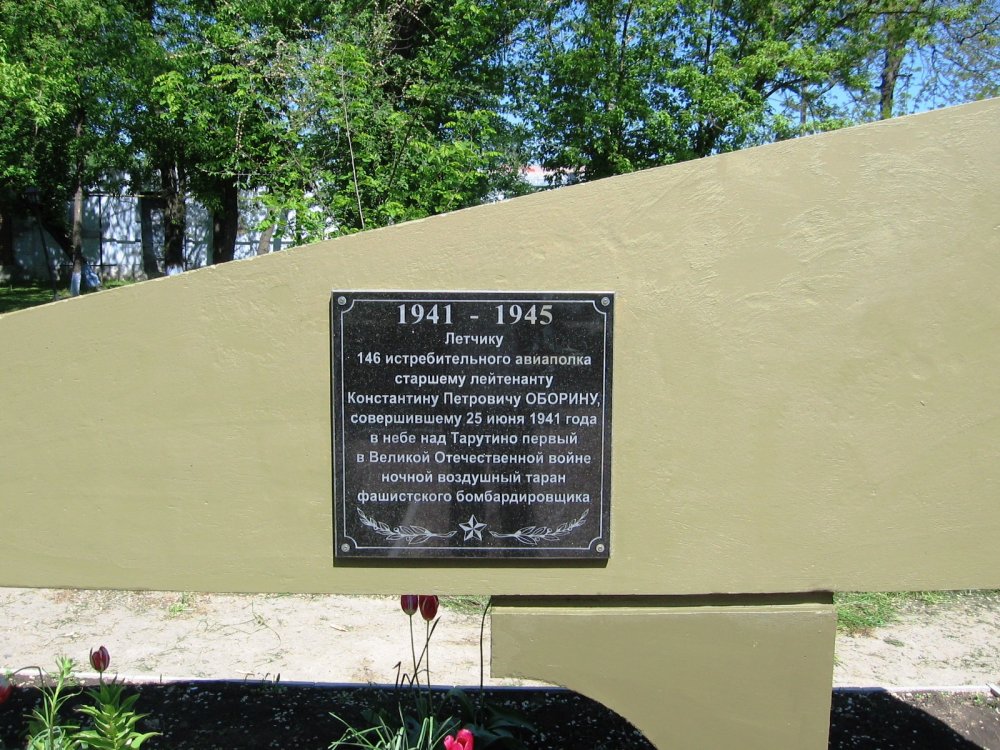 1941 - 1945
Летчику
146 истребительного авиаполка
старшему лейтенанту
Константину Петровичу ОБОРИНУ,
совершившему 25 июня 1941 года
в небе над Тарутино первый
в Великой Отечественной войне
ночной воздушный таран
фашистского бомбардировщика